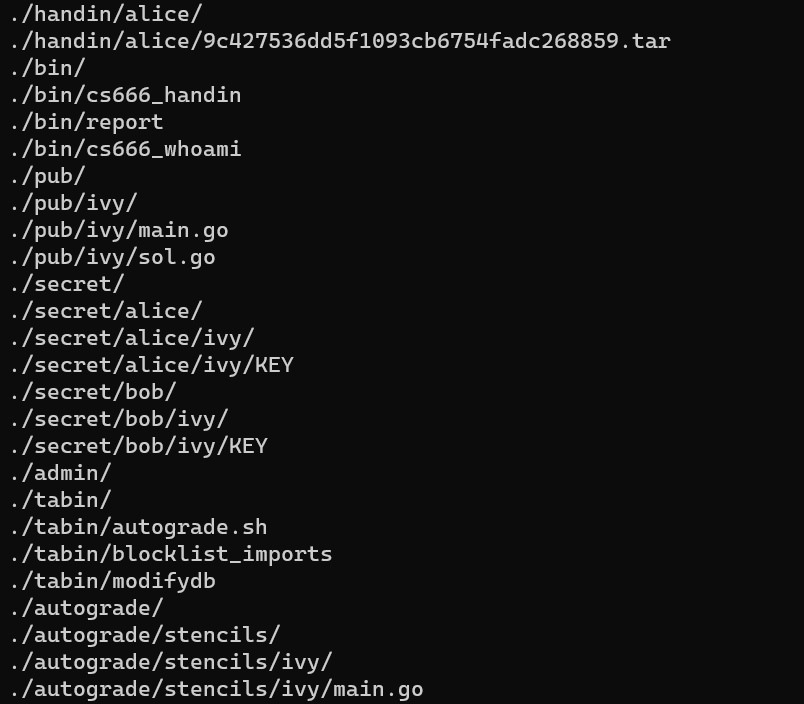 ./handin/alice/
./handin/alice/9c427536dd5f1093cb6754fadc268859.tar
./bin/
./bin/cs666_handin
./bin/report
./bin/cs666_whoami
./pub/
./pub/ivy/
./pub/ivy/main.go
./pub/ivy/sol.go
./secret/
./secret/alice/
./secret/alice/ivy/
./secret/alice/ivy/KEY
./secret/bob/
./secret/bob/ivy/
./secret/bob/ivy/KEY
./admin/
./tabin/
./tabin/autograde.sh
./tabin/blocklist_imports
./tabin/modifydb
./autograde/
./autograde/stencils/
./autograde/stencils/ivy/
./autograde/stencils/ivy/main.go